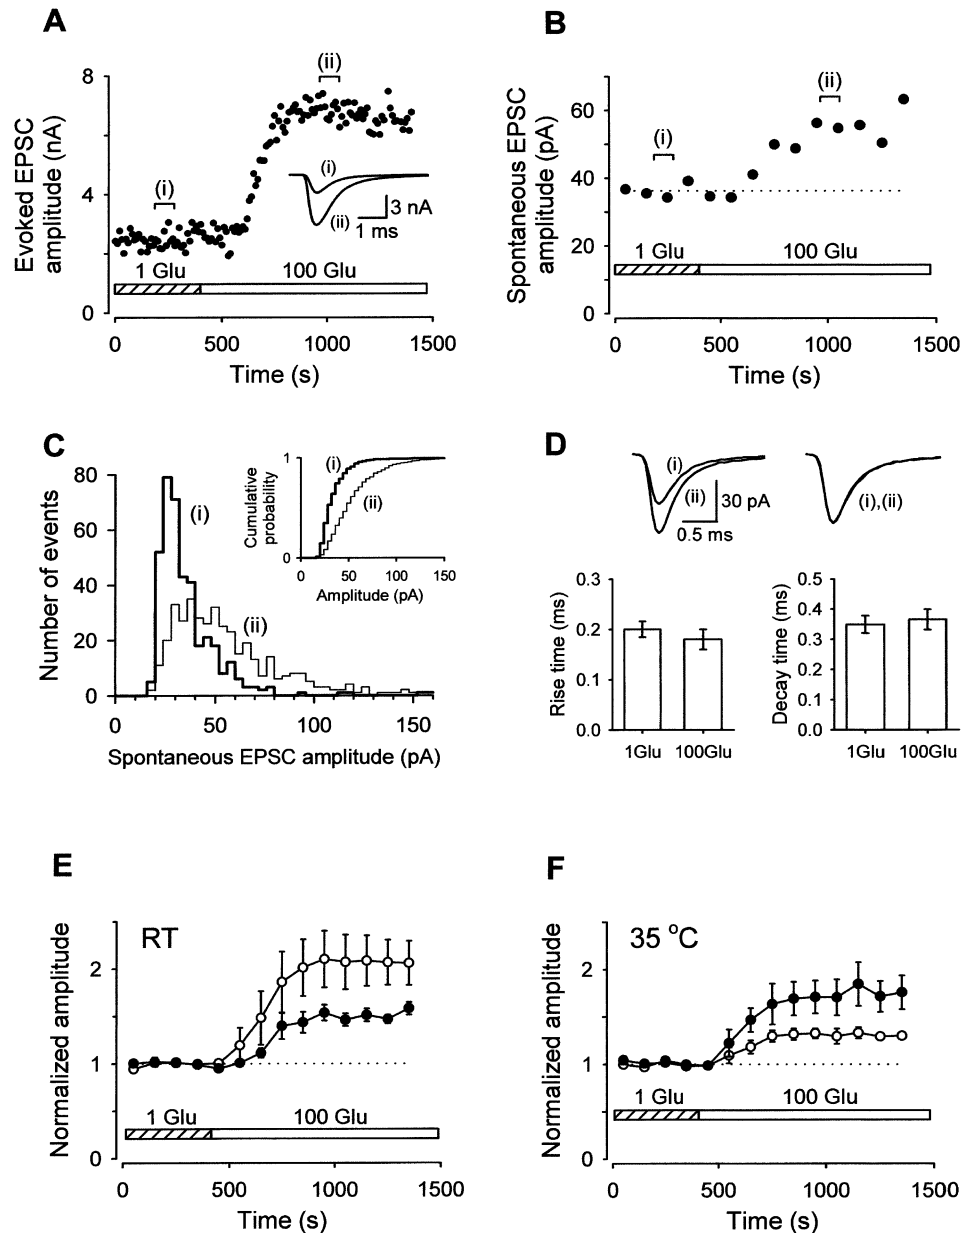 A
Evoked EPSC
amplitude (nA)
8
4
0
(i)
(ii)
(i)
(ii)
3 nA
1 ms
1 Glu
100 Glu
0
500
1000
1500
Time (s)
B
Spontaneous EPSC
amplitude (pA)
60
40
20
0
(i)
(ii)
1 Glu
100 Glu
0
500
1000
1500
Time (s)
C
Number of events
80
60
40
20
0
(i)
(ii)
0
50
100
150
Spontaneous EPSC amplitude (pA)
Cumulative
probability
1
0
(i)
(ii)
0
50
100
150
Amplitude (pA)
D
(i)
(ii)
30 pA
0.5 ms
(i),(ii)
Rise time (ms)
0.3
0.2
0.1
0.0
1Glu
100Glu
Decay time (ms)
0.5
0.4
0.3
0.2
0.1
0.0
1Glu
100Glu
E
RT
Normalized amplitude
2
1
0
1 Glu
100 Glu
0
500
1000
1500
Time (s)
F
35 °C
Normalized amplitude
2
1
0
1 Glu
100 Glu
0
500
1000
1500
Time (s)